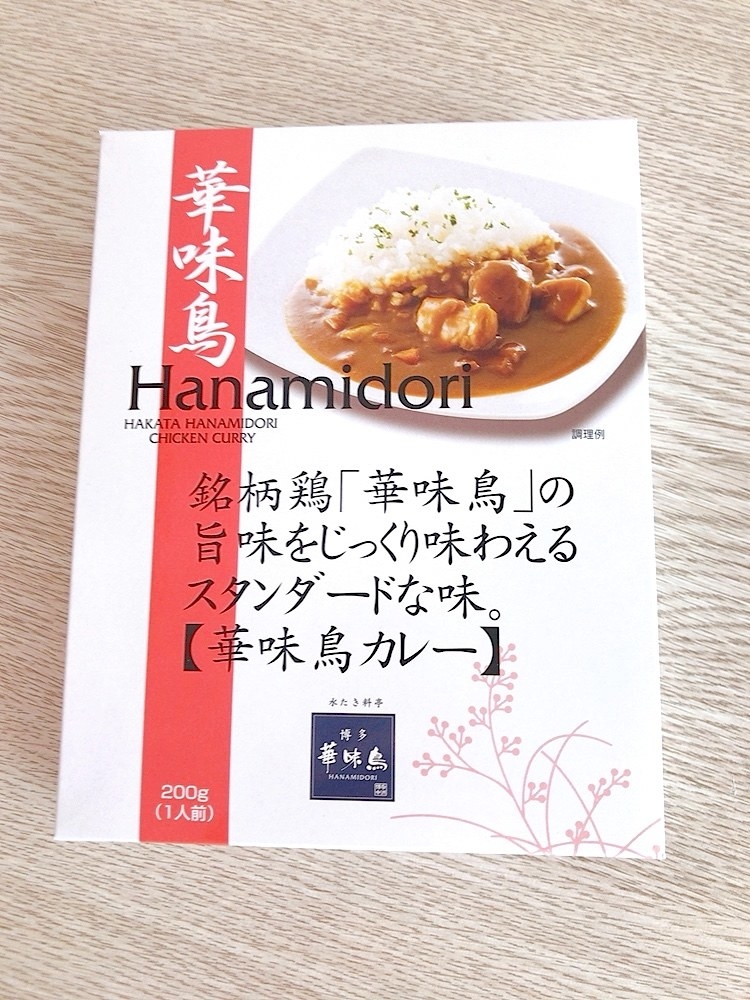 華味鳥
Hanamidori
HAKATA HANAMIDORI
CHICKEN CURRY
調理例
銘柄鶏「華味鳥」の
旨味をじっくり味わえる
スタンダードな味。
【華味鳥カレー】
水たき料亭
博多
華味鳥
HANAMIDORI
200g
(1人前)